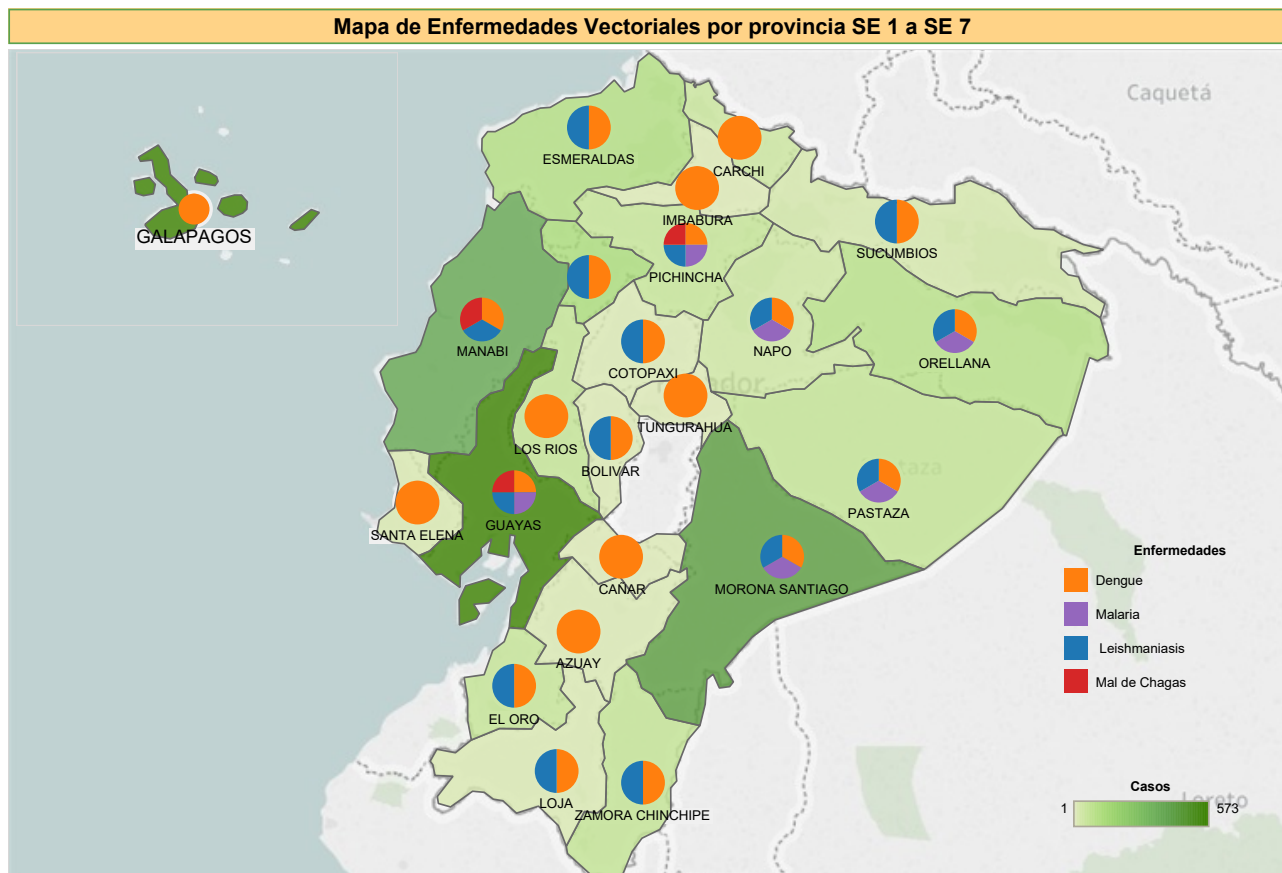 Mapa de Enfermedades Vectoriales por provincia SE 1 a SE 7
Caquetá
ESMERALDAS
CARCHI
IMBABURA
GALAPAGOS
SUCUMBIOS
PICHINCHA
MANABI
NAPO
ORELLANA
COTOPAXI
TUNGURAHUA
LOS RIOS
BOLIVAR
PASTAZA
SANTA ELENA
GUAYAS
CAÑAR
MORONA SANTIAGO
AZUAY
EL ORO
LOJA
ZAMORA CHINCHIPE
Enfermedades
Dengue
Malaria
Leishmaniasis
Mal de Chagas
Casos
1
573
Loreto